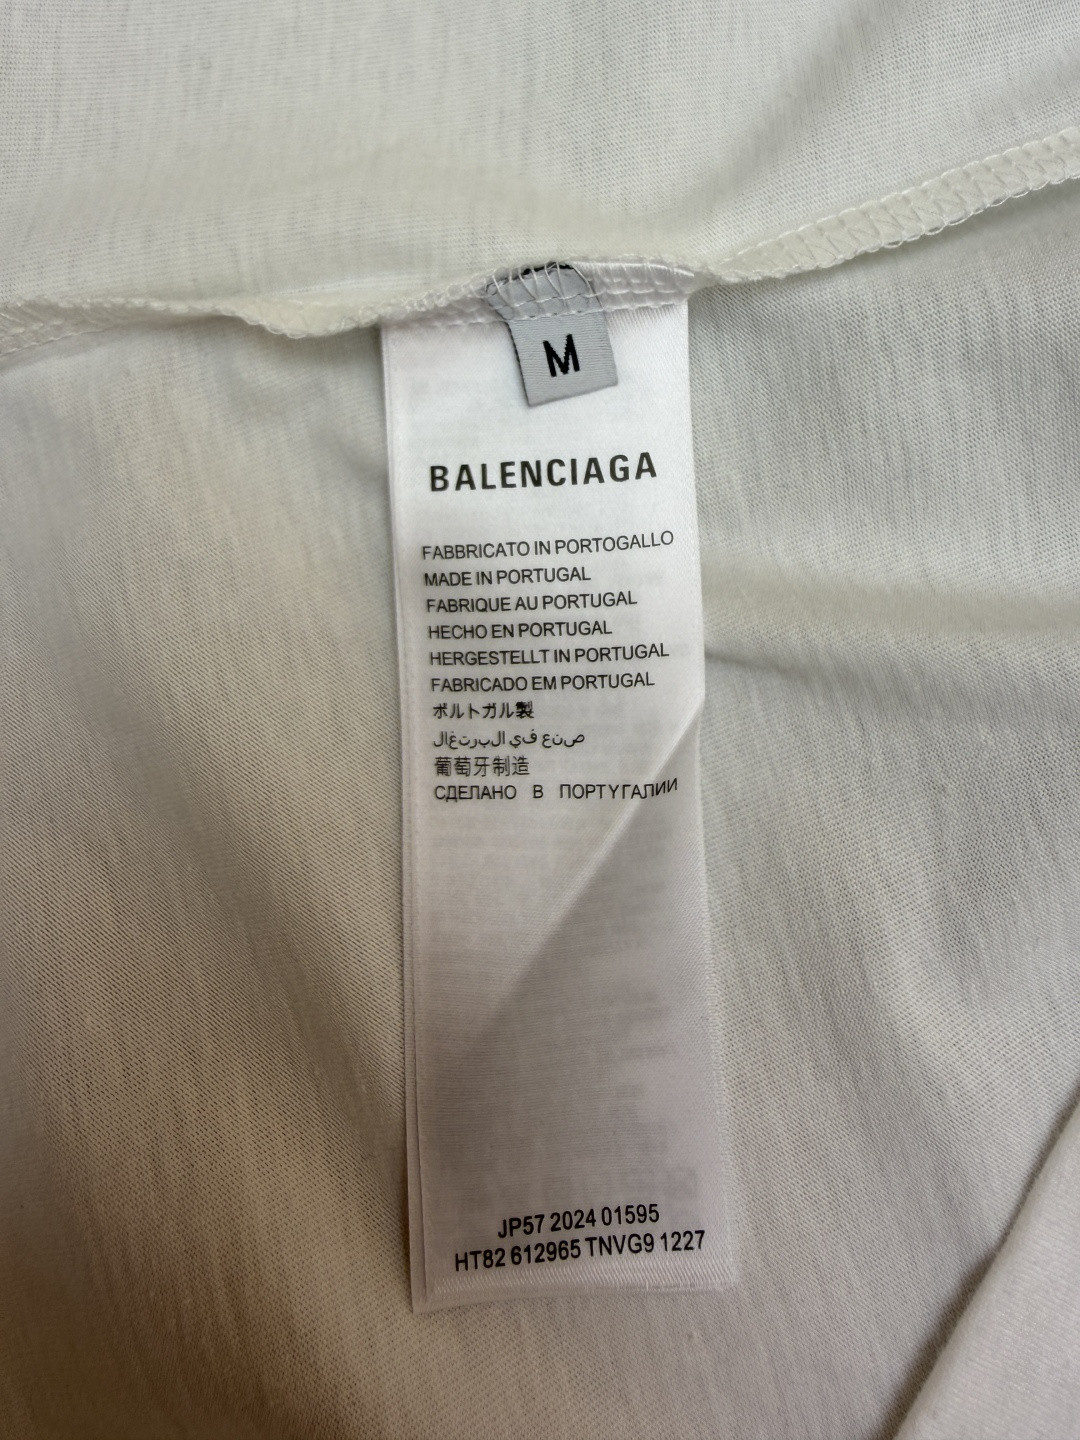 M
BALENCIAGA
FABBRICATO IN PORTOGALLO
MADE IN PORTUGAL
FABRIQUE AU PORTUGAL
HECHO EN PORTUGAL
HERGESTELLT IN PORTUGAL
FABRICADO EM PORTUGAL
ポルトガル製
صنع في البرتغال
葡萄牙制造
СДЕЛАНО В ПОРТУГАЛИИ
JP57 2024 01595
HT82 612965 TNVG9 1227